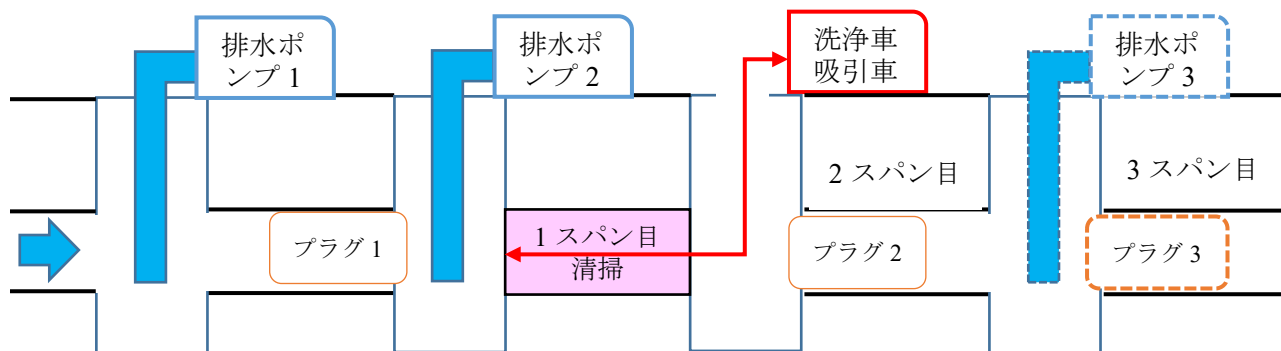 排水ポ
ンプ 1
排水ポ
ンプ 2
洗浄車
吸引車
排水ポ
ンプ 3
2 スパン目
3 スパン目
プラグ 1
1 スパン目
清掃
プラグ 2
プラグ 3